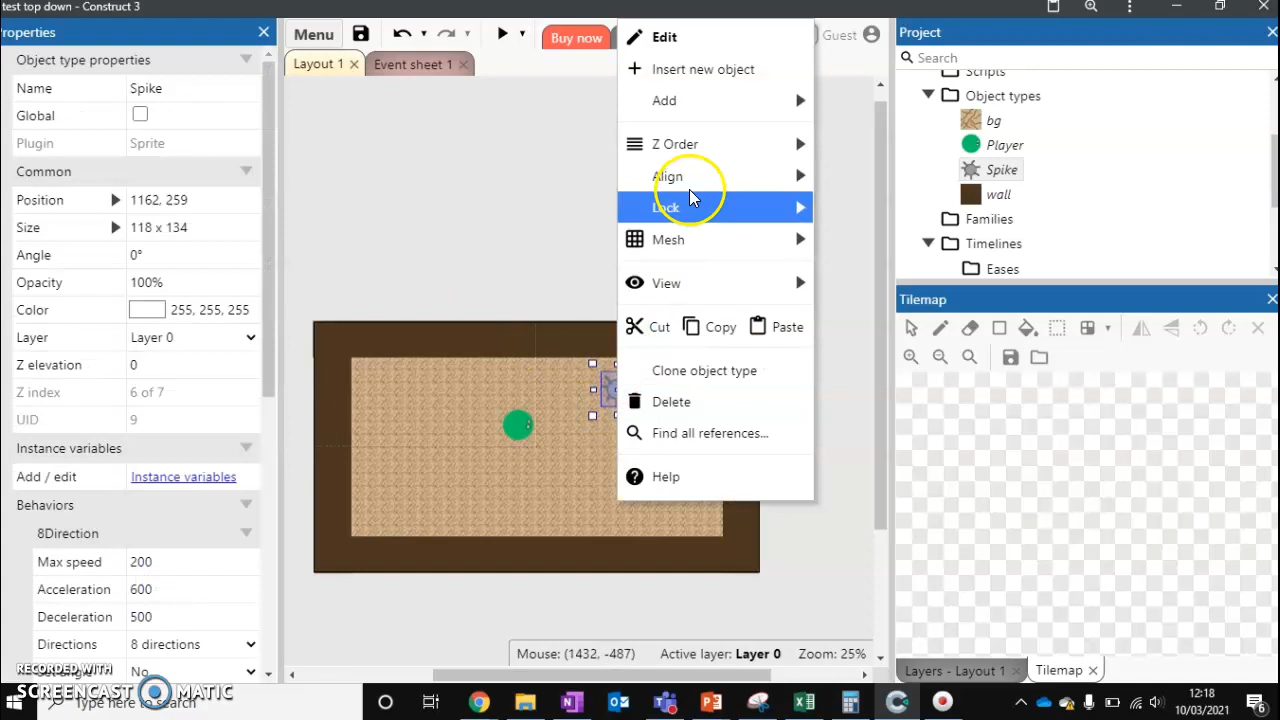 test top down - Construct 3
Properties
Object type properties
Name Spike
Global
Plugin Sprite
Common
Position 1162, 259
Size 118 x 134
Angle 0°
Opacity 100%
Color 255, 255, 255
Layer Layer 0
Z elevation 0
Z index 6 of 7
UID 9
Instance variables
Add / edit Instance variables
Behaviors
8Direction
Max speed 200
Acceleration 600
Deceleration 500
Directions 8 directions
No
RECORDED WITH
SCREENCAST MATIC
Type here to search
Menu
Buy now
Guest
Layout 1
Event sheet 1
Edit
Insert new object
Add
Z Order
Align
Lock
Mesh
View
Cut Copy Paste
Clone object type
Delete
Find all references...
Help
Mouse: (1432, -487) Active layer: Layer 0 Zoom: 25%
Project
Search
Scripts
Object types
bg
Player
Spike
wall
Families
Timelines
Eases
Tilemap
Layers - Layout 1
Tilemap
12:18
10/03/2021
6